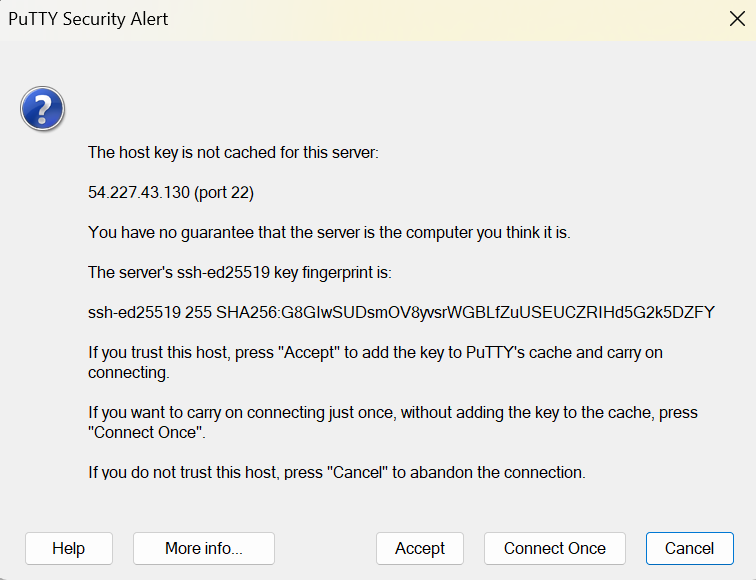 PuTTY Security Alert
The host key is not cached for this server:
54.227.43.130 (port 22)
You have no guarantee that the server is the computer you think it is.
The server's ssh-ed25519 key fingerprint is:
ssh-ed25519 255 SHA256:G8GIwSUDsmOV8yvsrWGBLfZuUSEUCZRIHd5G2k5DZFY
If you trust this host, press "Accept" to add the key to PuTTY's cache and carry on
connecting.
If you want to carry on connecting just once, without adding the key to the cache, press
"Connect Once".
If you do not trust this host, press "Cancel" to abandon the connection.
Help
More info...
Accept
Connect Once
Cancel